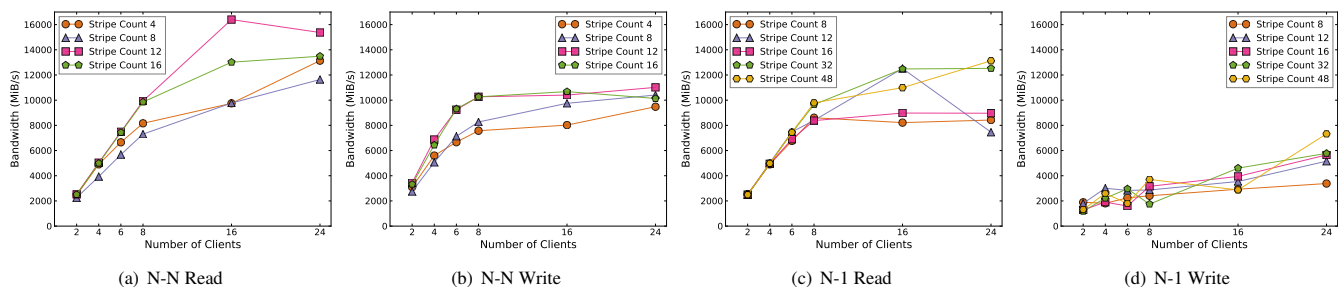 16000
14000
12000
10000
8000
6000
4000
2000
0
Bandwidth (MiB/s)
Stripe Count 4
Stripe Count 8
Stripe Count 12
Stripe Count 16
2
4
6
8
16
24
Number of Clients
(a) N-N Read
16000
14000
12000
10000
8000
6000
4000
2000
0
Bandwidth (MiB/s)
Stripe Count 4
Stripe Count 8
Stripe Count 12
Stripe Count 16
2
4
6
8
16
24
Number of Clients
(b) N-N Write
16000
14000
12000
10000
8000
6000
4000
2000
0
Bandwidth (MiB/s)
Stripe Count 8
Stripe Count 12
Stripe Count 16
Stripe Count 32
Stripe Count 48
2
4
6
8
16
24
Number of Clients
(c) N-1 Read
16000
14000
12000
10000
8000
6000
4000
2000
0
Bandwidth (MiB/s)
Stripe Count 8
Stripe Count 12
Stripe Count 16
Stripe Count 32
Stripe Count 48
2
4
6
8
16
24
Number of Clients
(d) N-1 Write